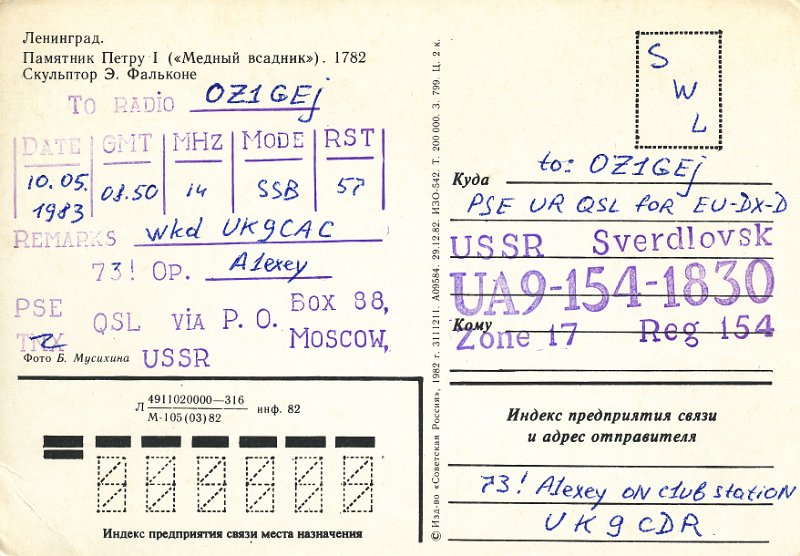 Ленинград.
Памятник Петру I («Медный всадник»). 1782
Скульптор Э. Фальконе
TO RADIO OZ1GEj
DATE GMT MHZ MODE RST
10.05. 1983 08.50 14 SSB 57
REMARKS wkd UK9CAC
73! OP. Alexey
PSE QSL VIA P. O. BOX 88,
TNX MOSCOW,
USSR
Фото Б. Мусихина
Л 4911020000—316 инф. 82
М-105(03)82
Индекс предприятия связи места назначения
© Изд-во «Советская Россия», 1982 г. 3111211. А09584. 29.12.82. ИЗО-542. Т. 200 000. З. 799. Ц. 2 к.
S
W
L
Куда to: OZ1GEj
PSE UR QSL FOR EU-DX-D
USSR Sverdlovsk
UA9-154-1830
Кому
Zone 17 Reg 154
Индекс предприятия связи
и адрес отправителя
73! Alexey ON club station
UK9CDR